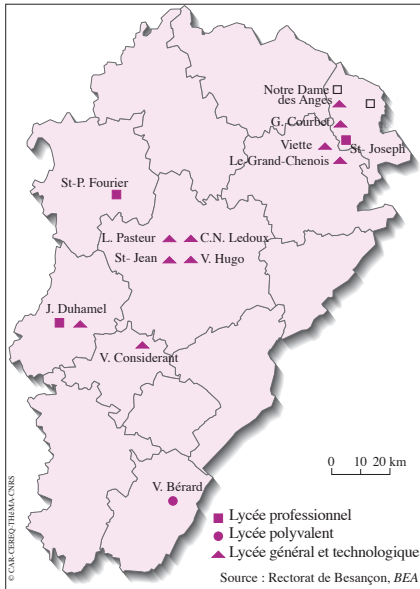 Notre Dame
des Anges
G. Courbet
Viette
St- Joseph
Le-Grand-Chenois
St-P. Fourier
L. Pasteur
C.N. Ledoux
St- Jean
V. Hugo
J. Duhamel
V. Considerant
0 10 20 km
V. Bérard
Lycée professionnel
Lycée polyvalent
Lycée général et technologique
Source : Rectorat de Besançon, BEA
© CAR-CEREQ-THéMA-CNRS